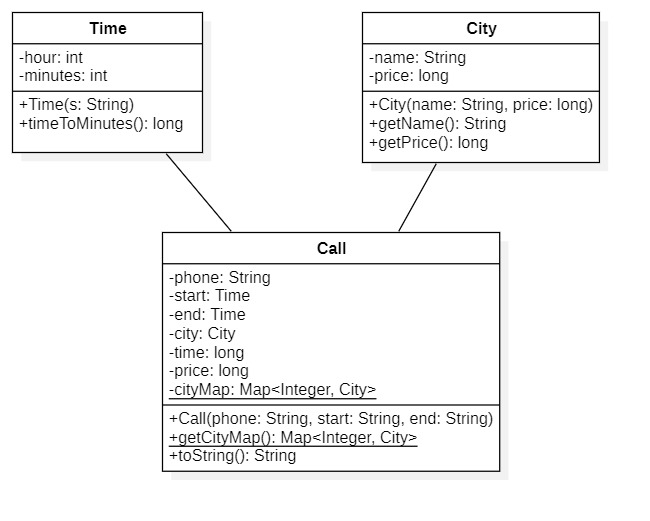 Time
-hour: int
-minutes: int
+Time(s: String)
+timeToMinutes(): long
City
-name: String
-price: long
+City(name: String, price: long)
+getName(): String
+getPrice(): long
Call
-phone: String
-start: Time
-end: Time
-city: City
-time: long
-price: long
-cityMap: Map<Integer, City>
+Call(phone: String, start: String, end: String)
+getCityMap(): Map<Integer, City>
+toString(): String